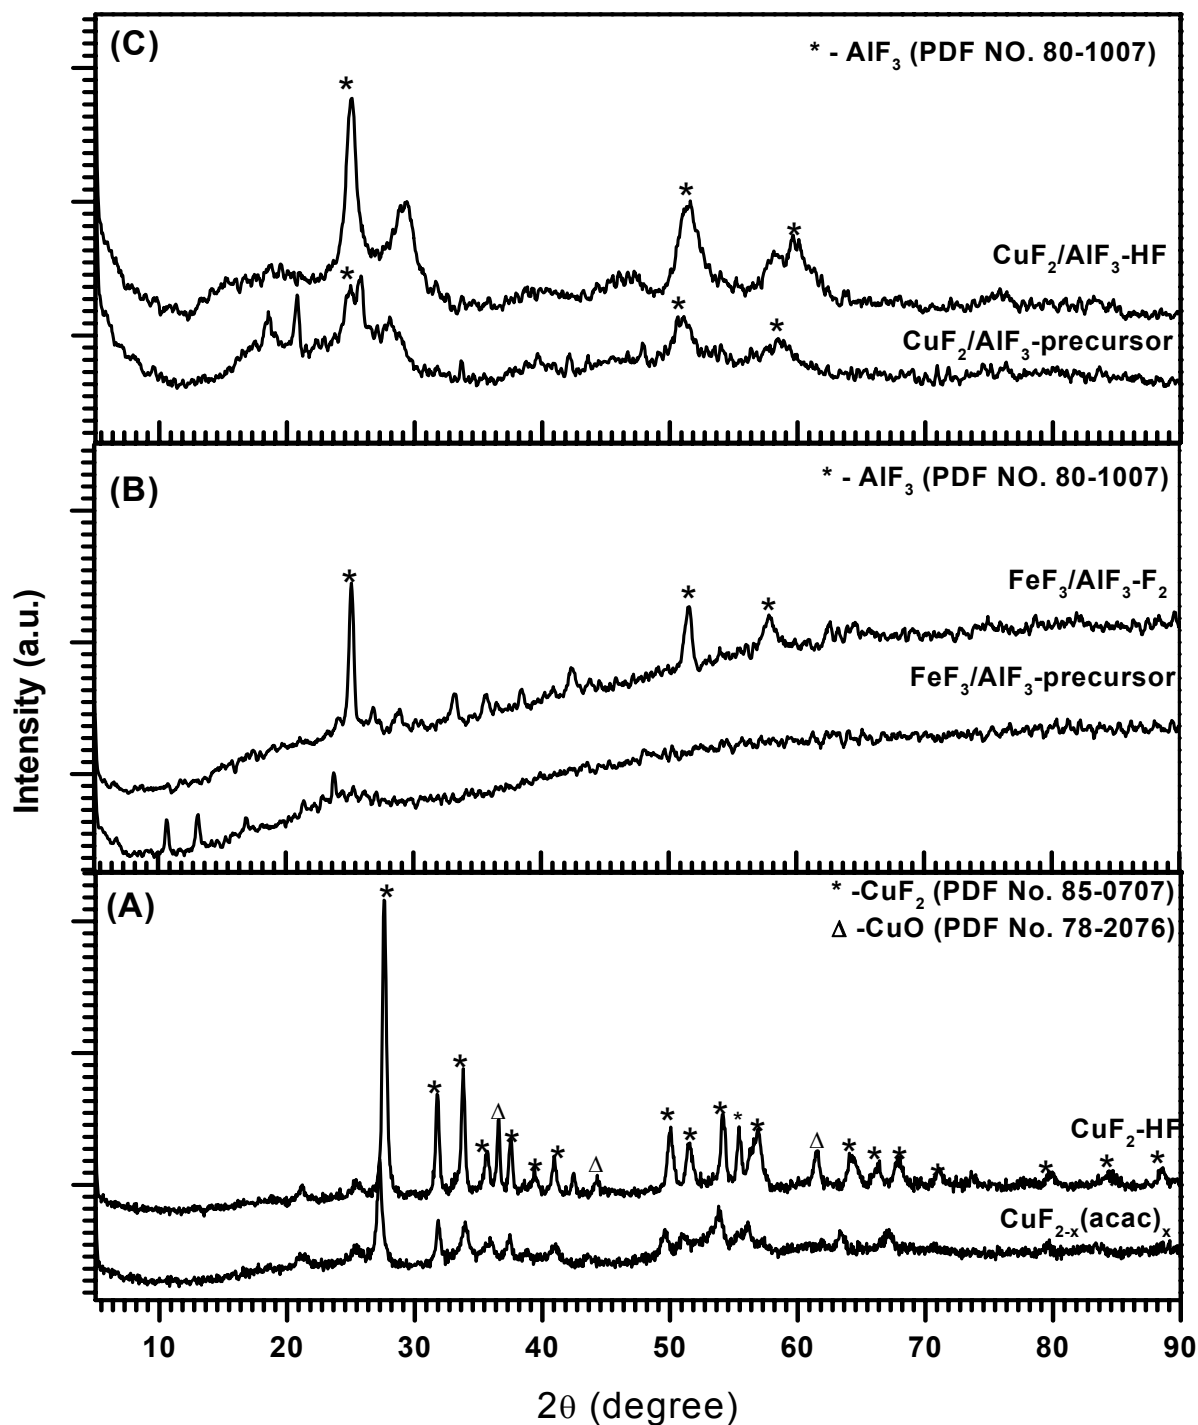 (C)
* - AlF3 (PDF NO. 80-1007)
*
*
*
CuF2/AlF3-HF
*
*
*
CuF2/AlF3-precursor
(B)
* - AlF3 (PDF NO. 80-1007)
*
*
*
FeF3/AlF3-F2
FeF3/AlF3-precursor
Intensity (a.u.)
(A)
* -CuF2 (PDF No. 85-0707)
Δ -CuO (PDF No. 78-2076)
*
* * * Δ * * * Δ * * * * * Δ * * * * * * *
CuF2-HF
CuF2-x(acac)x
10 20 30 40 50 60 70 80 90
2θ (degree)